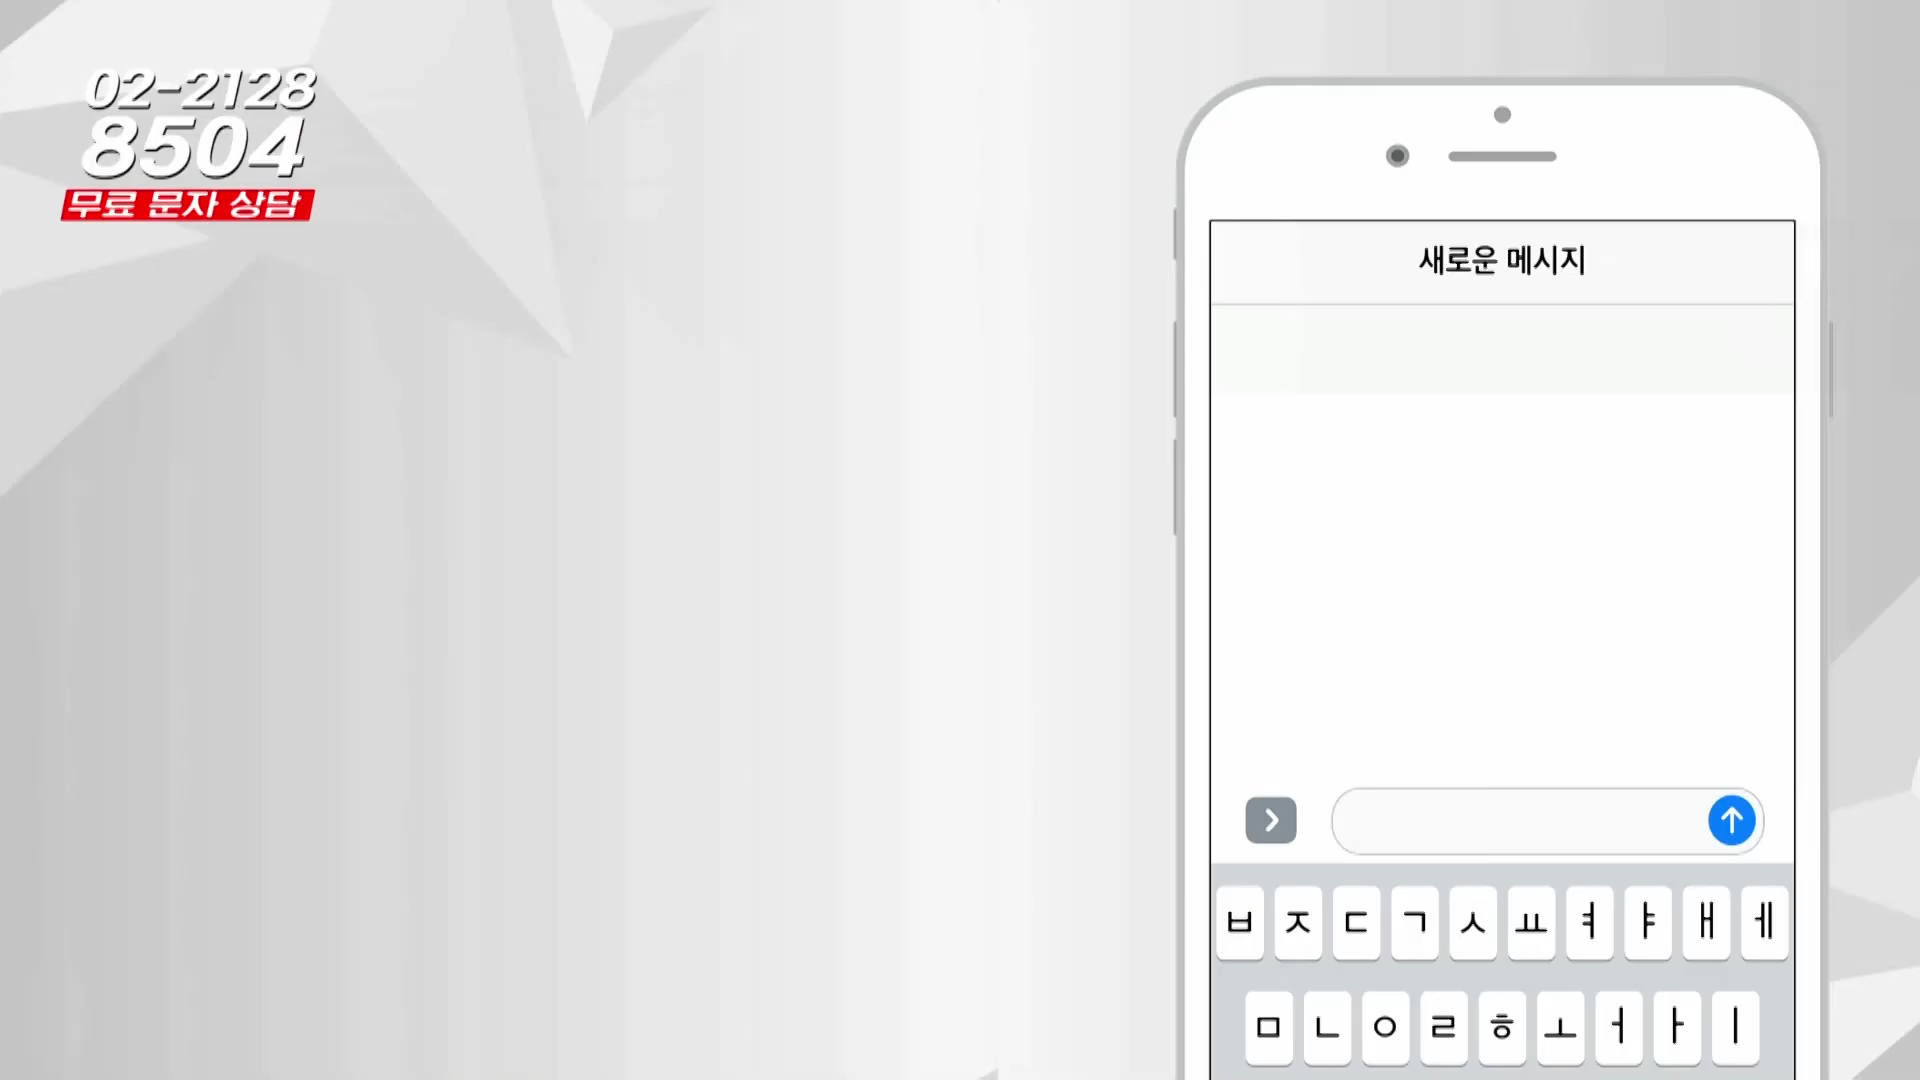 02-2128
8504
무료 문자 상담
새로운 메시지
ㅂ ㅈ ㄷ ㄱ ㅅ ㅛ ㅕ ㅑ ㅐ ㅔ
ㅁ ㄴ ㅇ ㄹ ㅎ ㅗ ㅓ ㅏ ㅣ